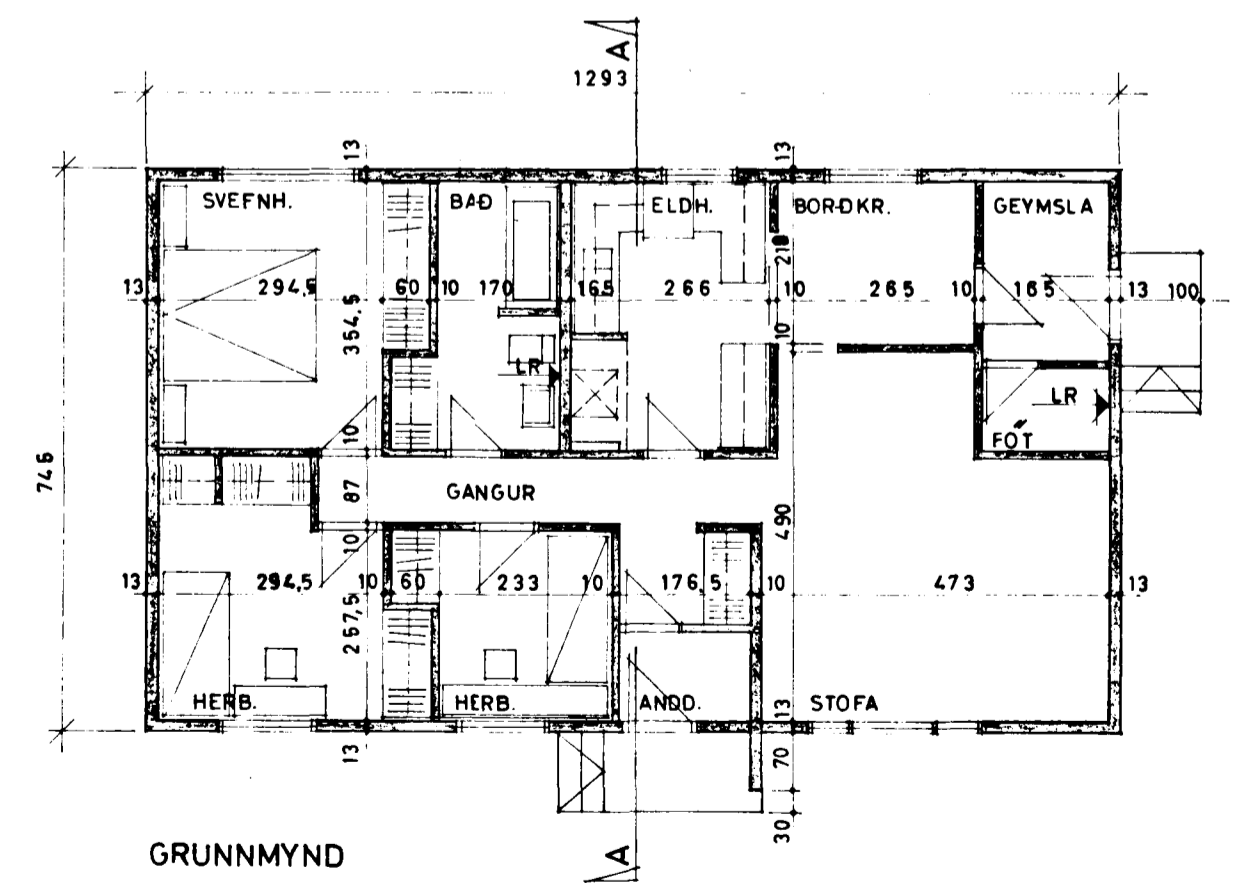 A
1293
13
13
SVEFNH.
BAÐ
ELDH.
BORÐKR.
GEYMSLA
218
13
294,5
60
10
170
165
266
10
265
10
165
13
100
354,5
10
LR
LR
FÖT
10
746
87
GANGUR
490
10
13
294,5
10
60
233
10
176,5
10
473
13
257,5
HERB.
HERB.
ANDD.
13
STOFA
13
70
30
A
GRUNNMYND